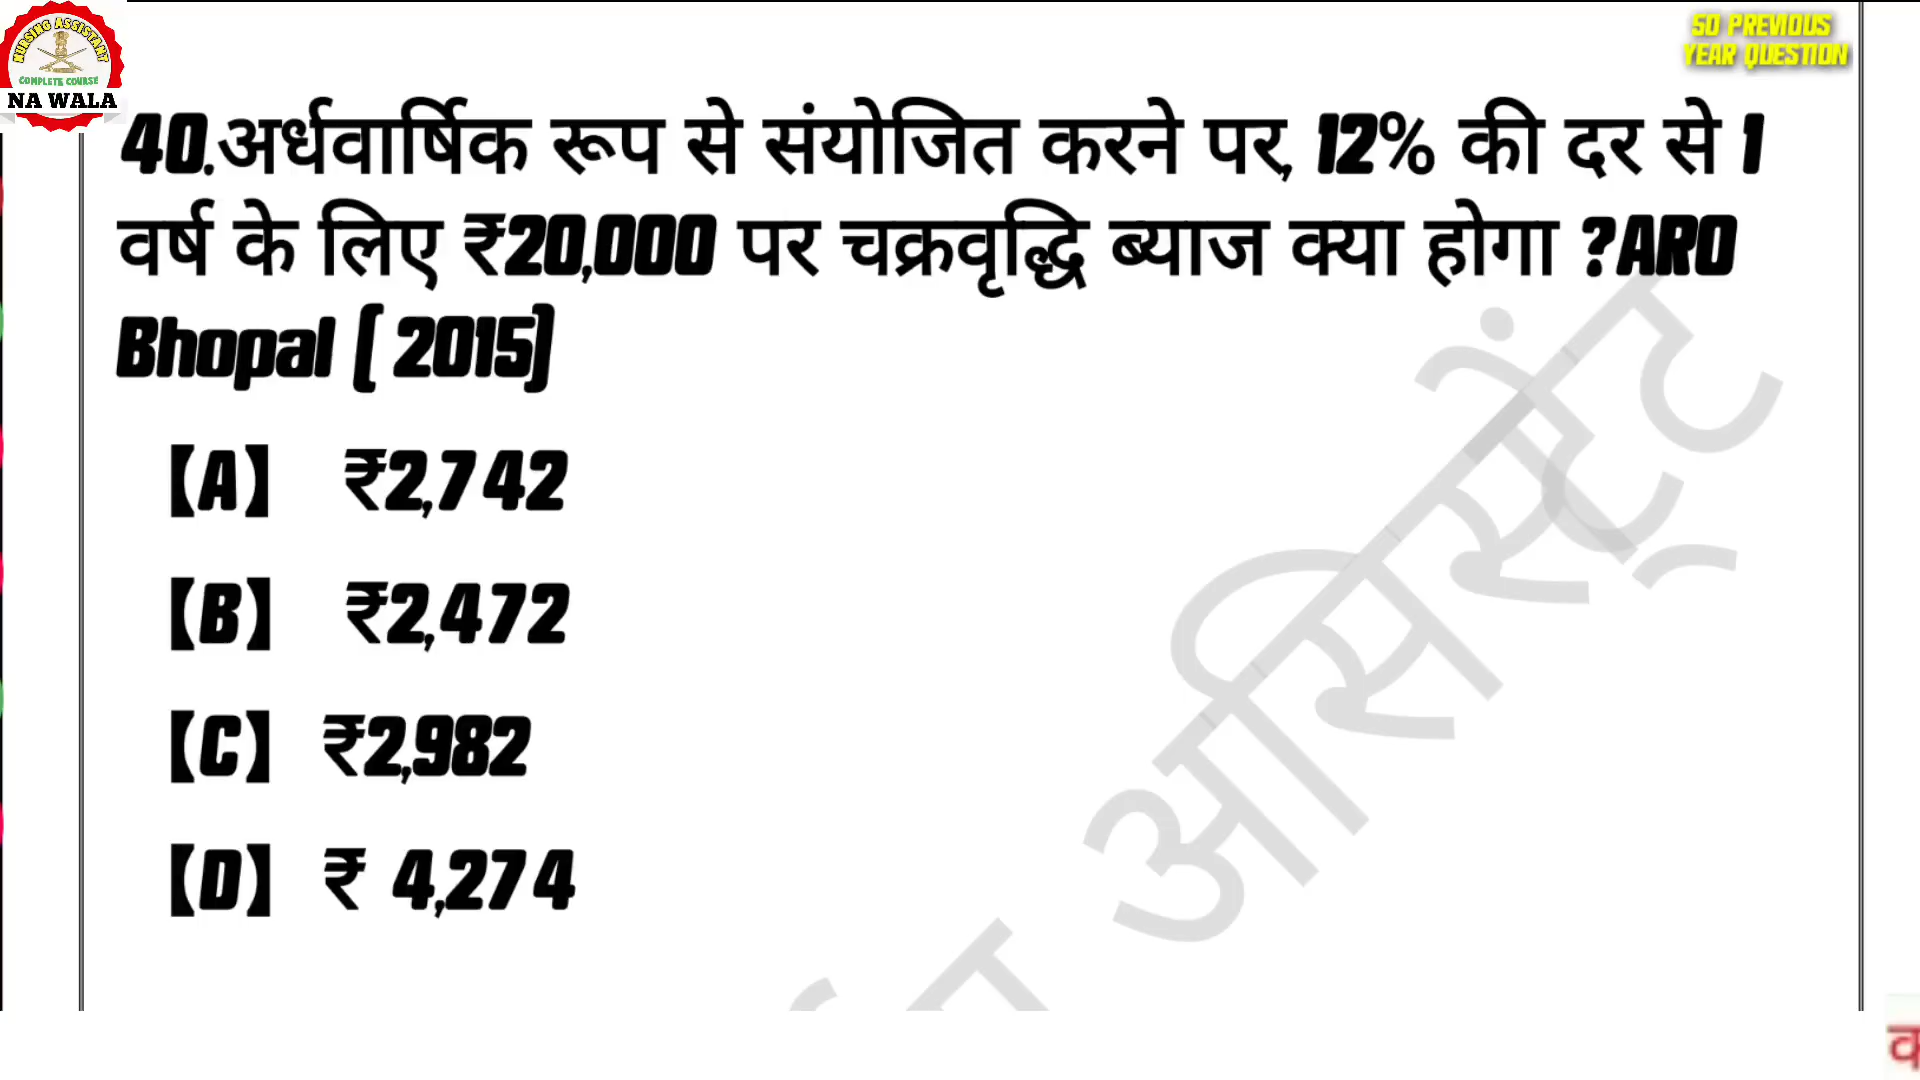 NURSING ASSISTANT
COMPLETE COURSE
NA WALA
50 PREVIOUS
YEAR QUESTION
40.अर्धवार्षिक रूप से संयोजित करने पर, 12% की दर से 1
वर्ष के लिए ₹20,000 पर चक्रवृद्धि ब्याज क्या होगा ?ARO
Bhopal ( 2015)
【A】 ₹2,742
【B】 ₹2,472
【C】 ₹2,982
【D】 ₹ 4,274
असिस्टेंट